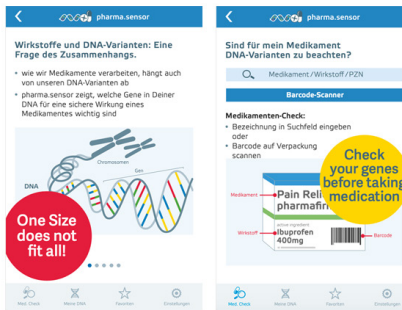 pharma.sensor
Wirkstoffe und DNA-Varianten: Eine
Frage des Zusammenhangs.
• wie wir Medikamente verarbeiten, hängt auch
von unseren DNA-Varianten ab
• pharma.sensor zeigt, welche Gene in Deiner
DNA für eine sichere Wirkung eines
Medikamentes wichtig sind
Chromosomen
Gen
DNA
One Size
does not
fit all!
Med. Check
Meine DNA
Favoriten
Einstellungen
pharma.sensor
Sind für mein Medikament
DNA-Varianten zu beachten?
Medikament/Wirkstoff/PZN
Barcode-Scanner
Medikamenten-Check:
• Bezeichnung in Suchfeld eingeben
oder
• Barcode auf Verpackung
scannen
Check
your genes
before taking
medication
Medikament
Pain Reli
pharmafir
active ingredient
Wirkstoff
Ibuprofen
400mg
Barcode
Med. Check
Meine DNA
Favoriten
Einstellungen